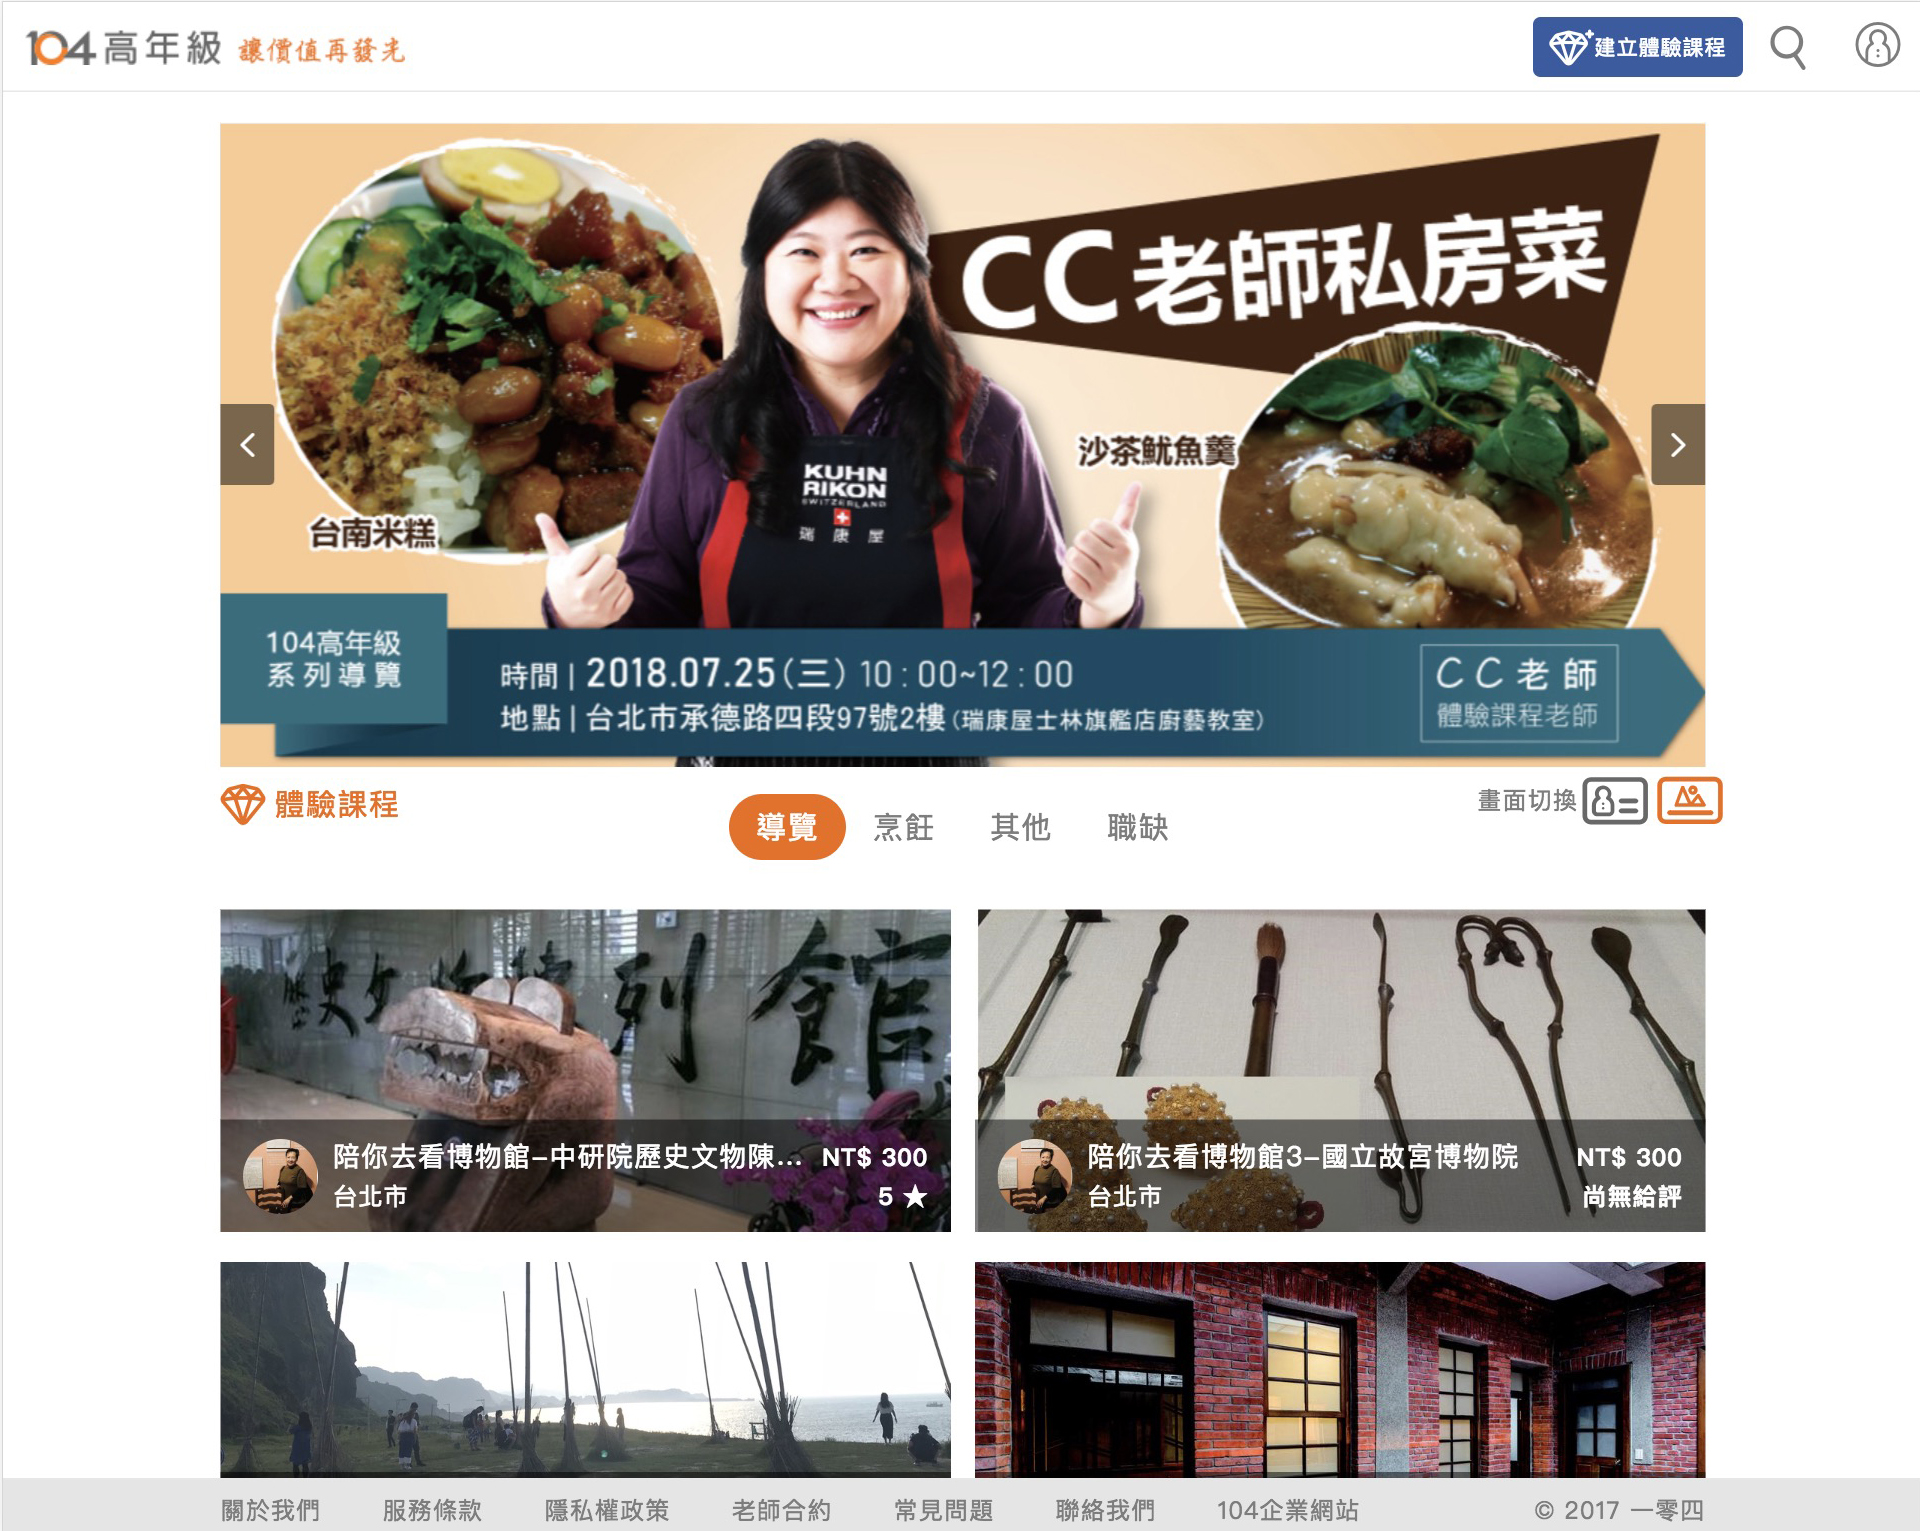 104高年級 讓價值再發光
建立體驗課程
CC老師私房菜
沙茶魷魚羹
KUHN
RIKON
SWITZERLAND
瑞康屋
台南米糕
104高年級
系列導覽
時間 | 2018.07.25(三) 10:00~12:00
地點 | 台北市承德路四段97號2樓(瑞康屋士林旗艦店廚藝教室)
CC老師
體驗課程老師
體驗課程
導覽 烹飪 其他 職缺
畫面切換
歷史文物陳列館
陪你去看博物館–中研院歷史文物陳... NT$ 300
台北市 5 ★
陪你去看博物館3–國立故宮博物院 NT$ 300
台北市 尚無給評
關於我們 服務條款 隱私權政策 老師合約 常見問題 聯絡我們 104企業網站 © 2017 一零四